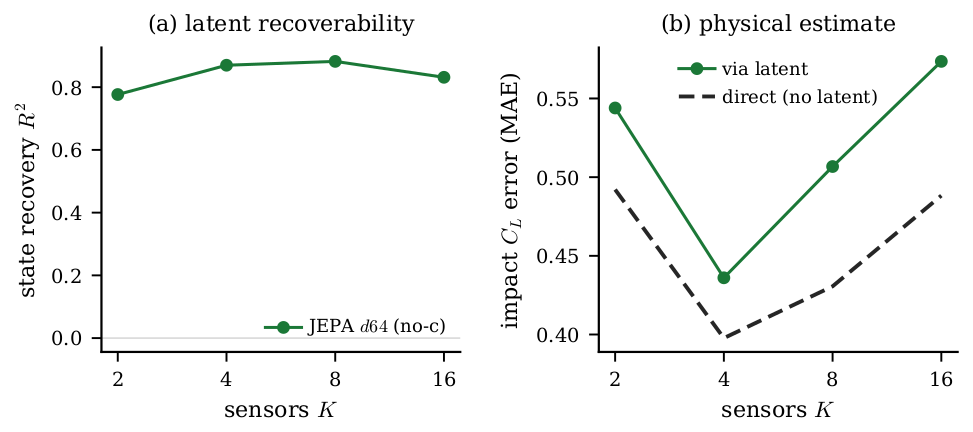 (a) latent recoverability
state recovery R²
0.8
0.6
0.4
0.2
0.0
JEPA d64 (no-c)
2 4 8 16
sensors K
(b) physical estimate
impact C_L error (MAE)
0.55
0.50
0.45
0.40
via latent
direct (no latent)
2 4 8 16
sensors K